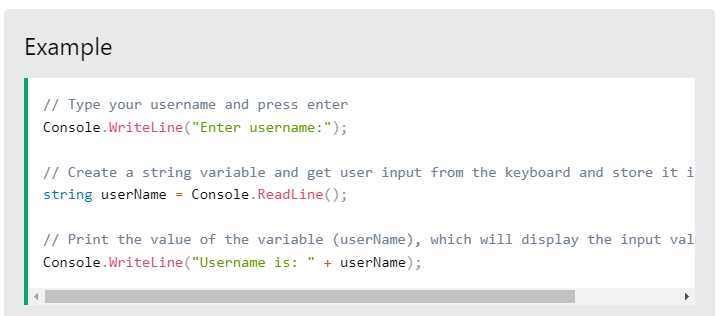 Example
// Type your username and press enter
Console.WriteLine("Enter username:");
// Create a string variable and get user input from the keyboard and store it i
string userName = Console.ReadLine();
// Print the value of the variable (userName), which will display the input val
Console.WriteLine("Username is: " + userName);